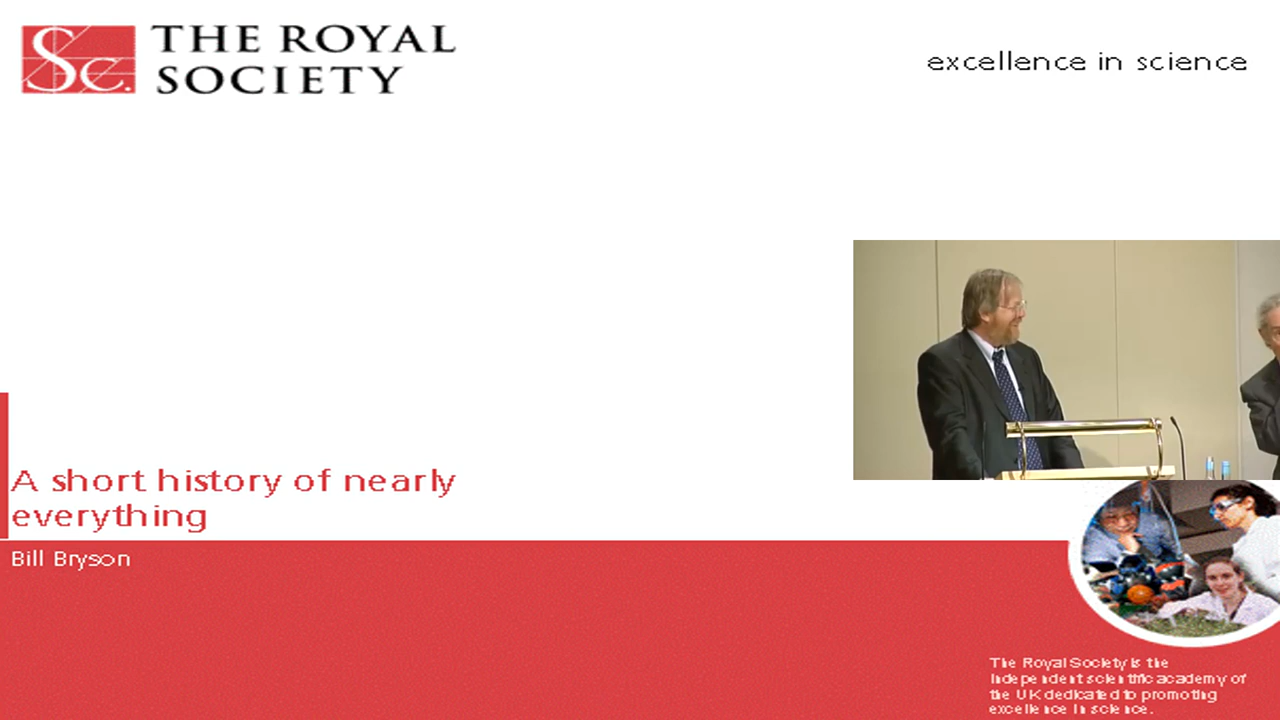 Sc.
THE ROYAL
SOCIETY
excellence in science
A short history of nearly
everything
Bill Bryson
The Royal Society is the
independent scientific academy of
the UK dedicated to promoting
excellence in science.